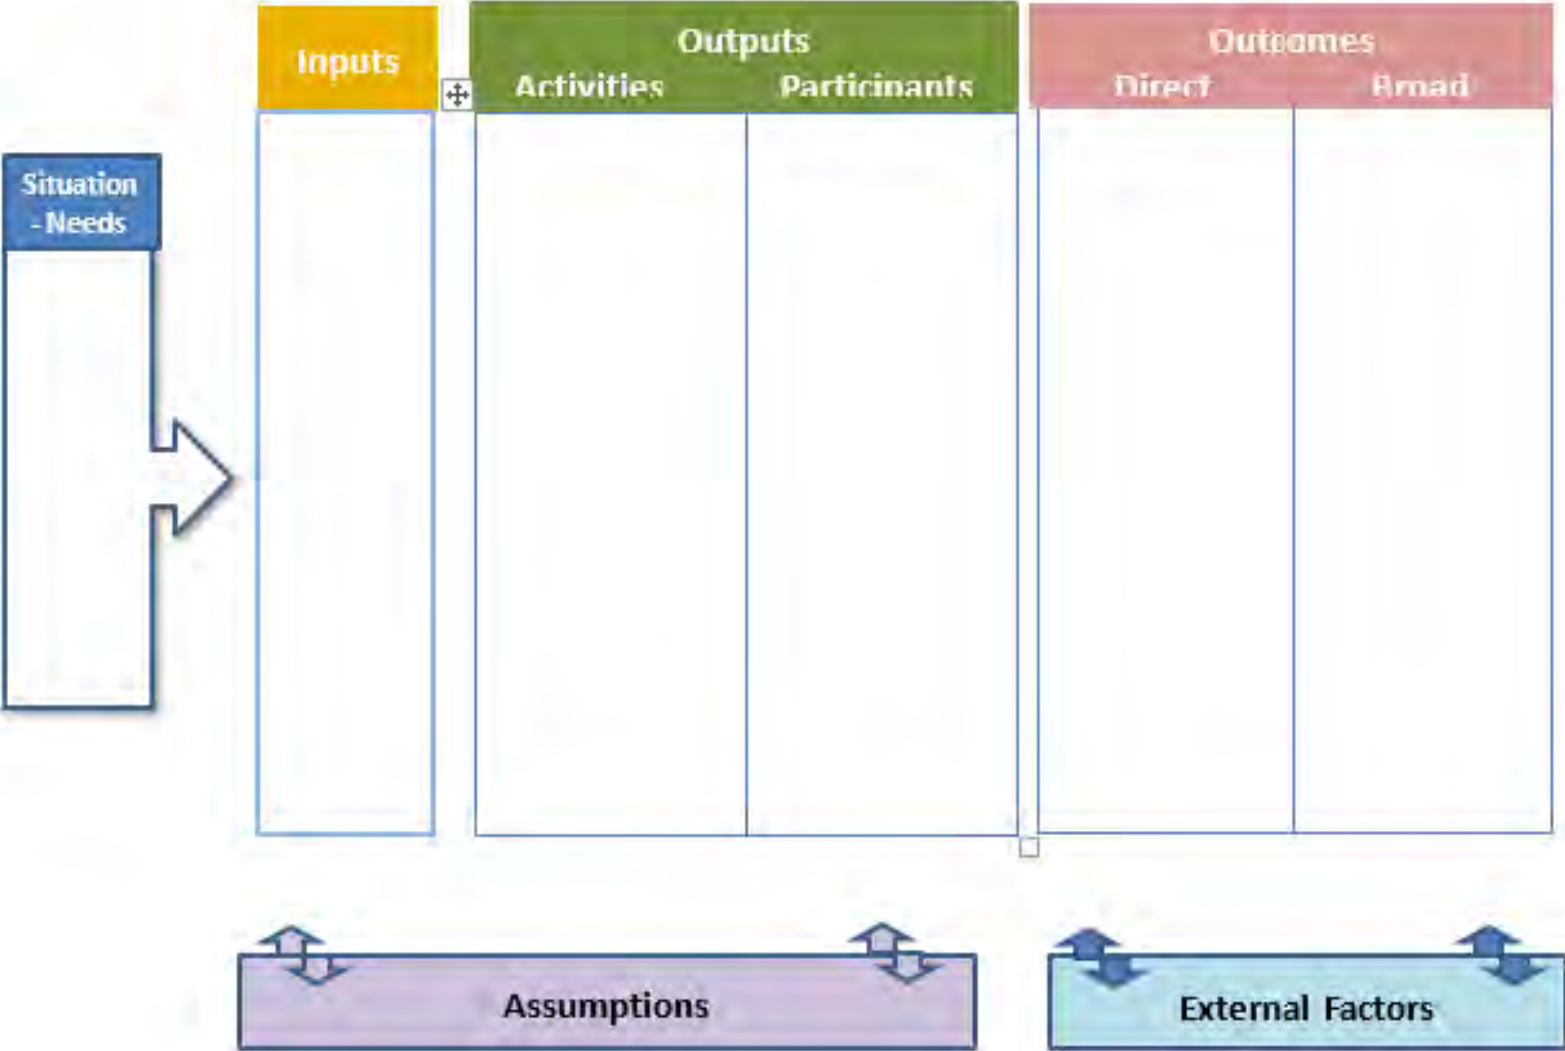 Inputs
Outputs
Activities Participants
Outcomes
Direct Broad
Situation
- Needs
Assumptions
External Factors